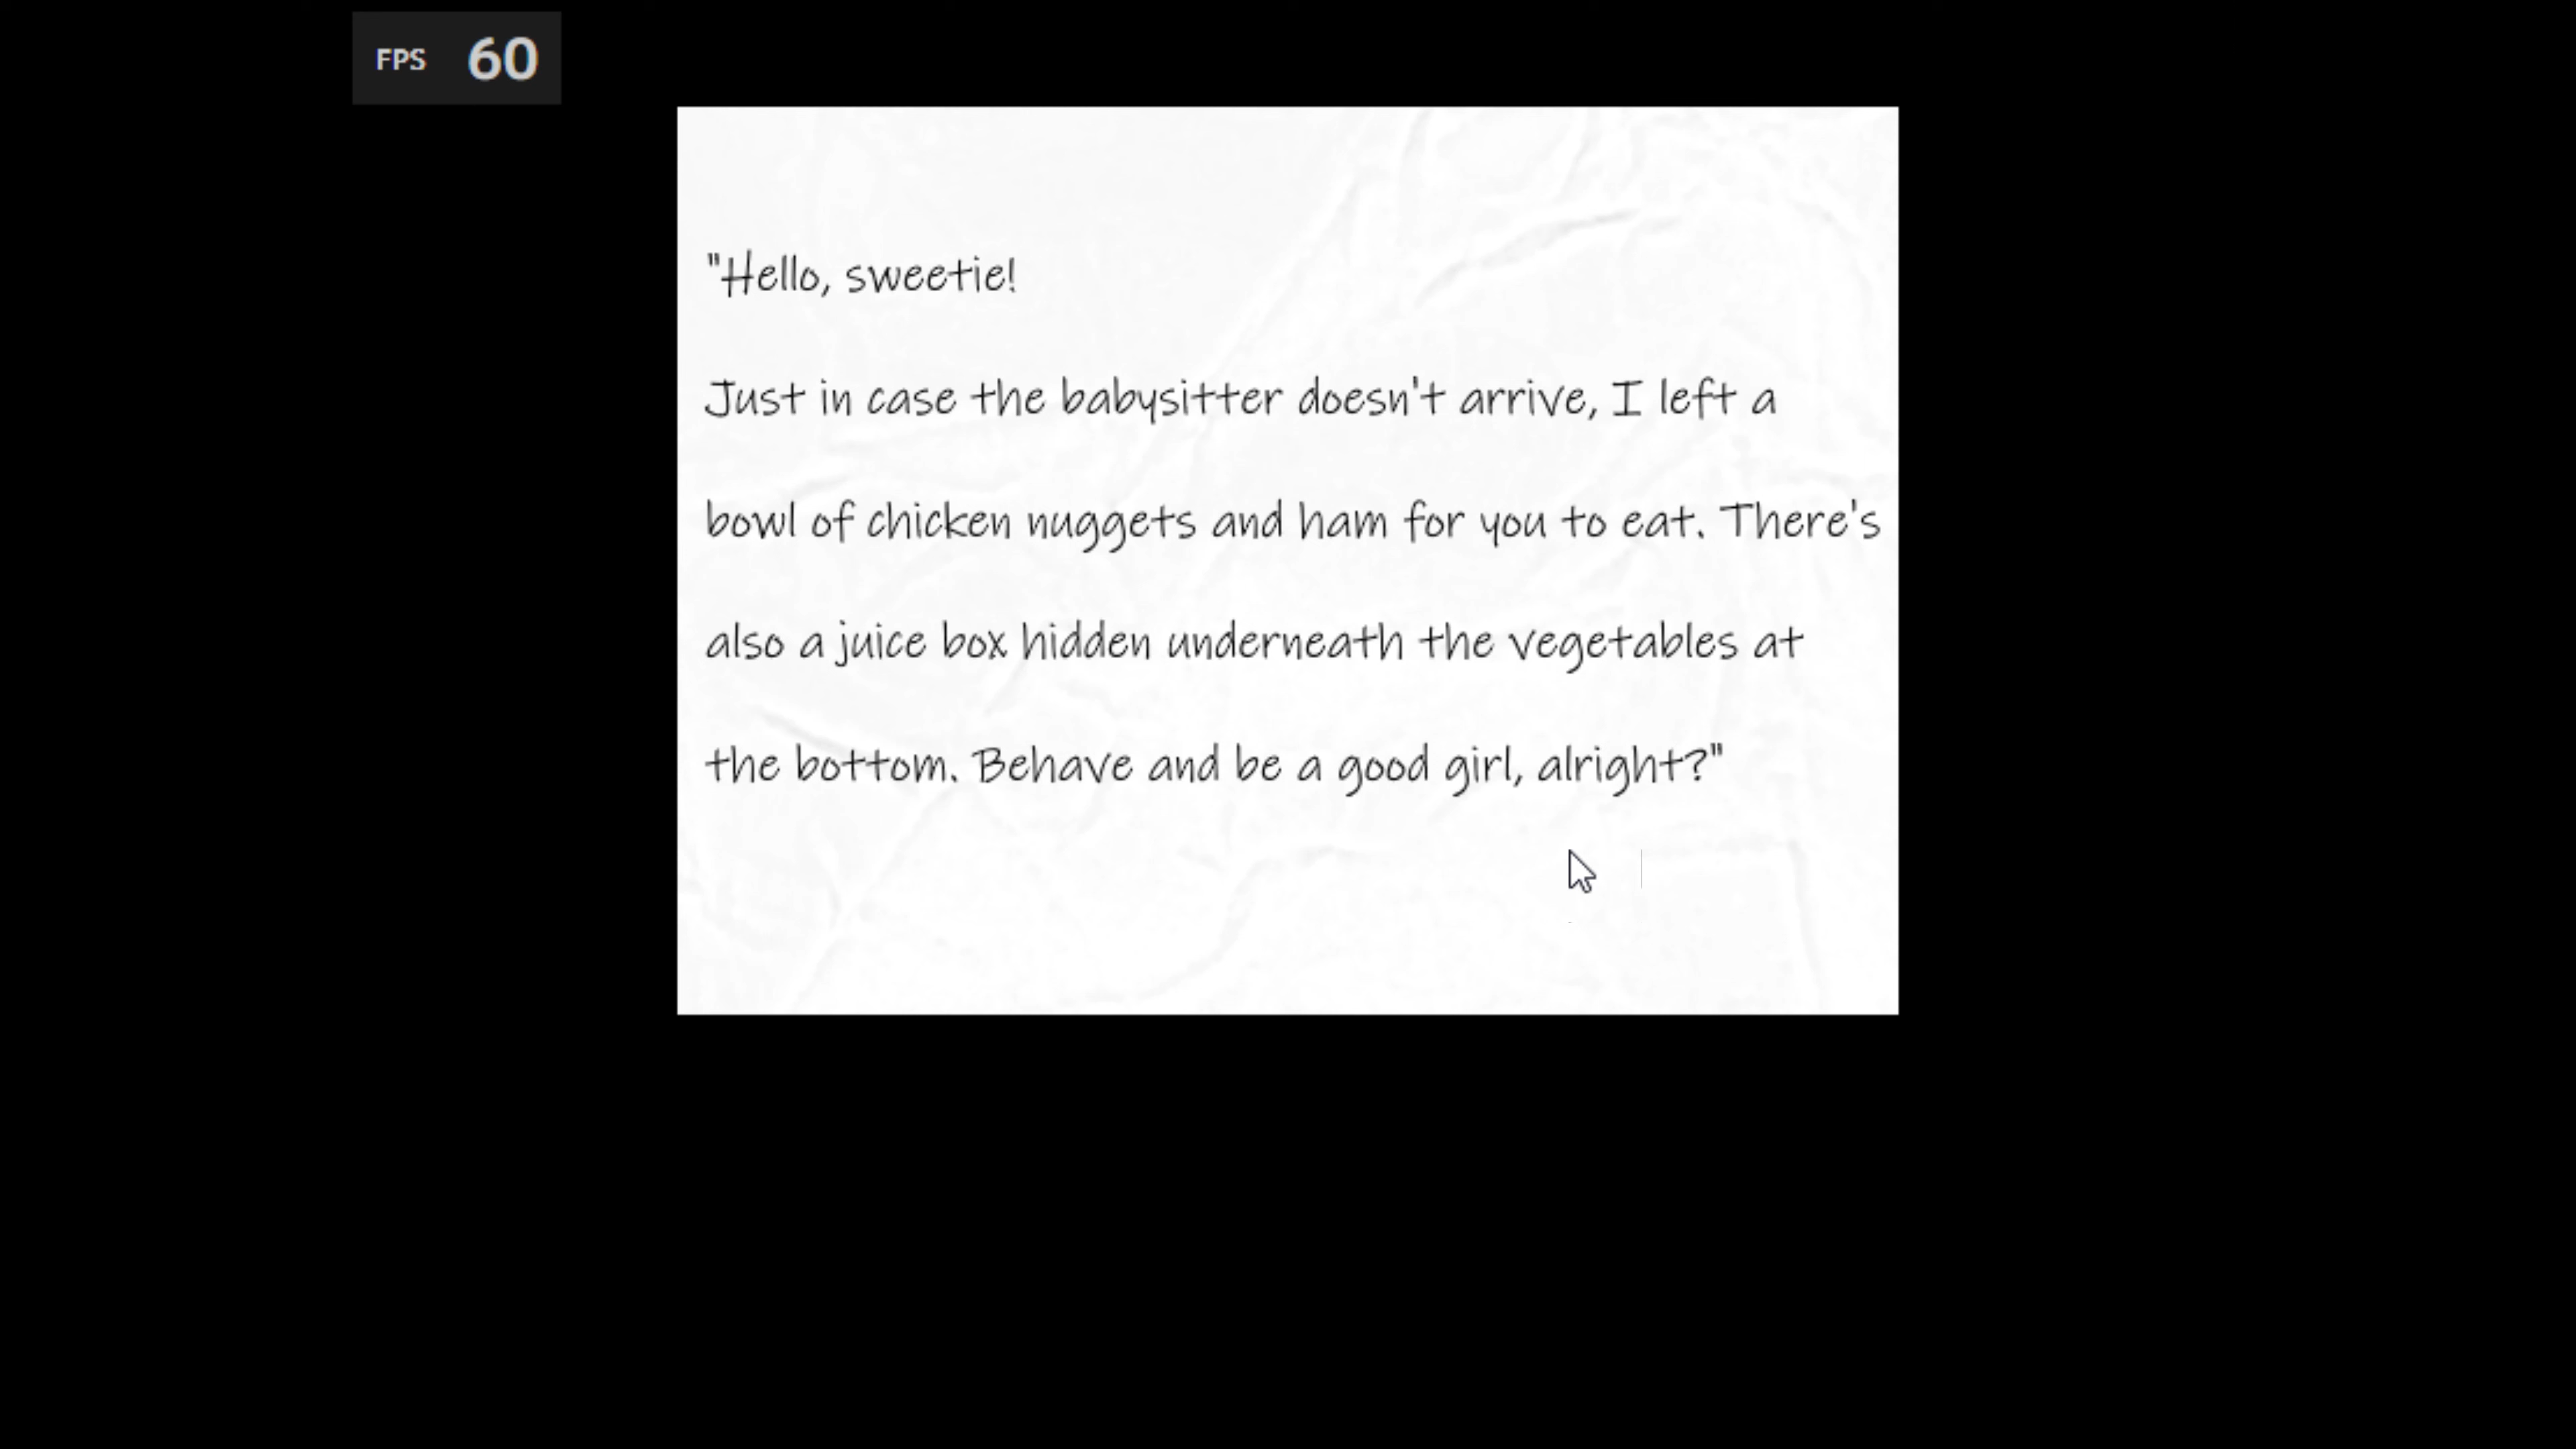 FPS 60
"Hello, sweetie!
Just in case the babysitter doesn't arrive, I left a
bowl of chicken nuggets and ham for you to eat. There's
also a juice box hidden underneath the vegetables at
the bottom. Behave and be a good girl, alright?"